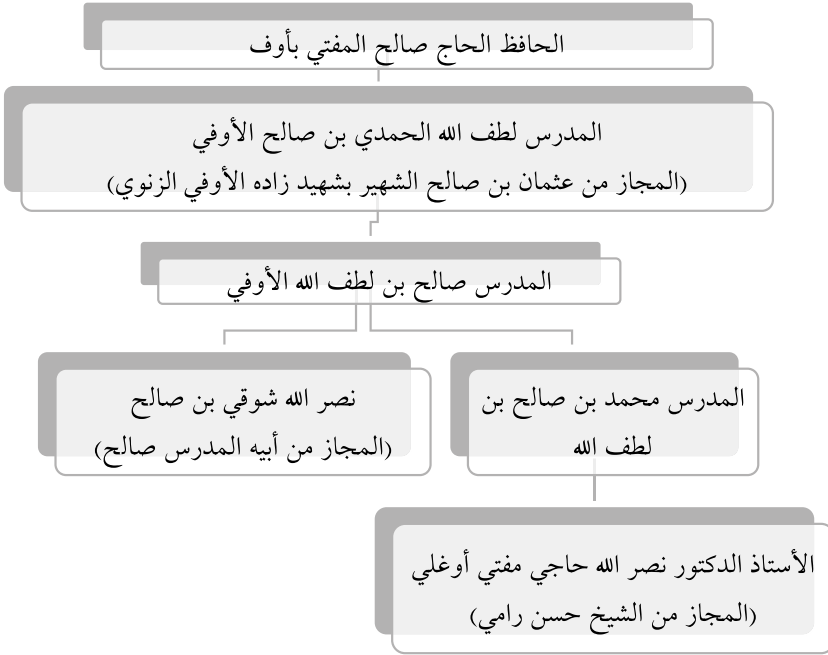 الحافظ الحاج صالح المفتي بأوف
المدرس لطف الله الحمدي بن صالح الأوفي
(المجاز من عثمان بن صالح الشهير بشهيد زاده الأوفي الزنوي)
المدرس صالح بن لطف الله الأوفي
المدرس محمد بن صالح بن
لطف الله
نصر الله شوقي بن صالح
(المجاز من أبيه المدرس صالح)
الأستاذ الدكتور نصر الله حاجي مفتي أوغلي
(المجاز من الشيخ حسن رامي)